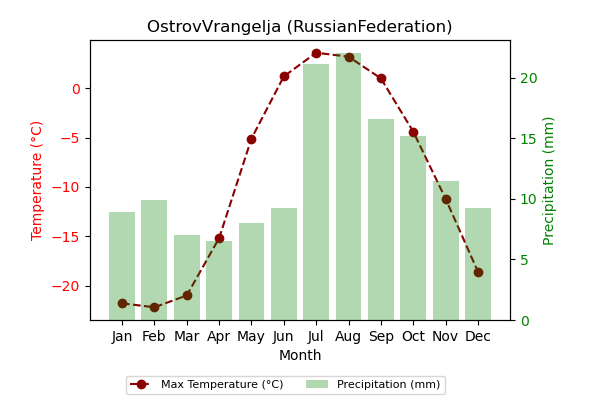 OstrovVrangelja (RussianFederation)
Temperature (°C)
0
−5
−10
−15
−20
20
15
10
5
0
Precipitation (mm)
Jan Feb Mar Apr May Jun Jul Aug Sep Oct Nov Dec
Month
Max Temperature (°C) Precipitation (mm)